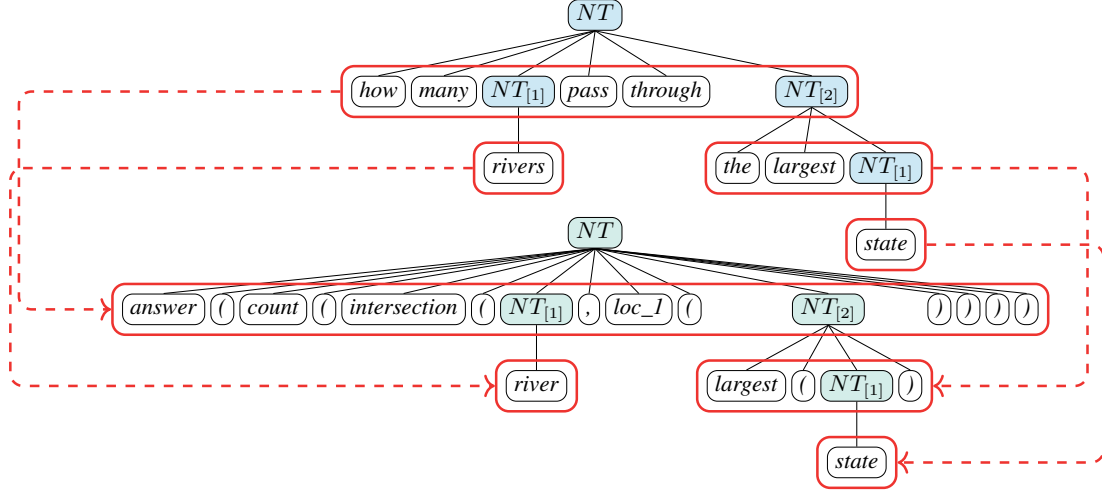 NT
how many NT[1] pass through NT[2]
rivers the largest NT[1]
state
NT
answer ( count ( intersection ( NT[1] , loc_1 ( NT[2] ) ) ) )
river largest ( NT[1] )
state